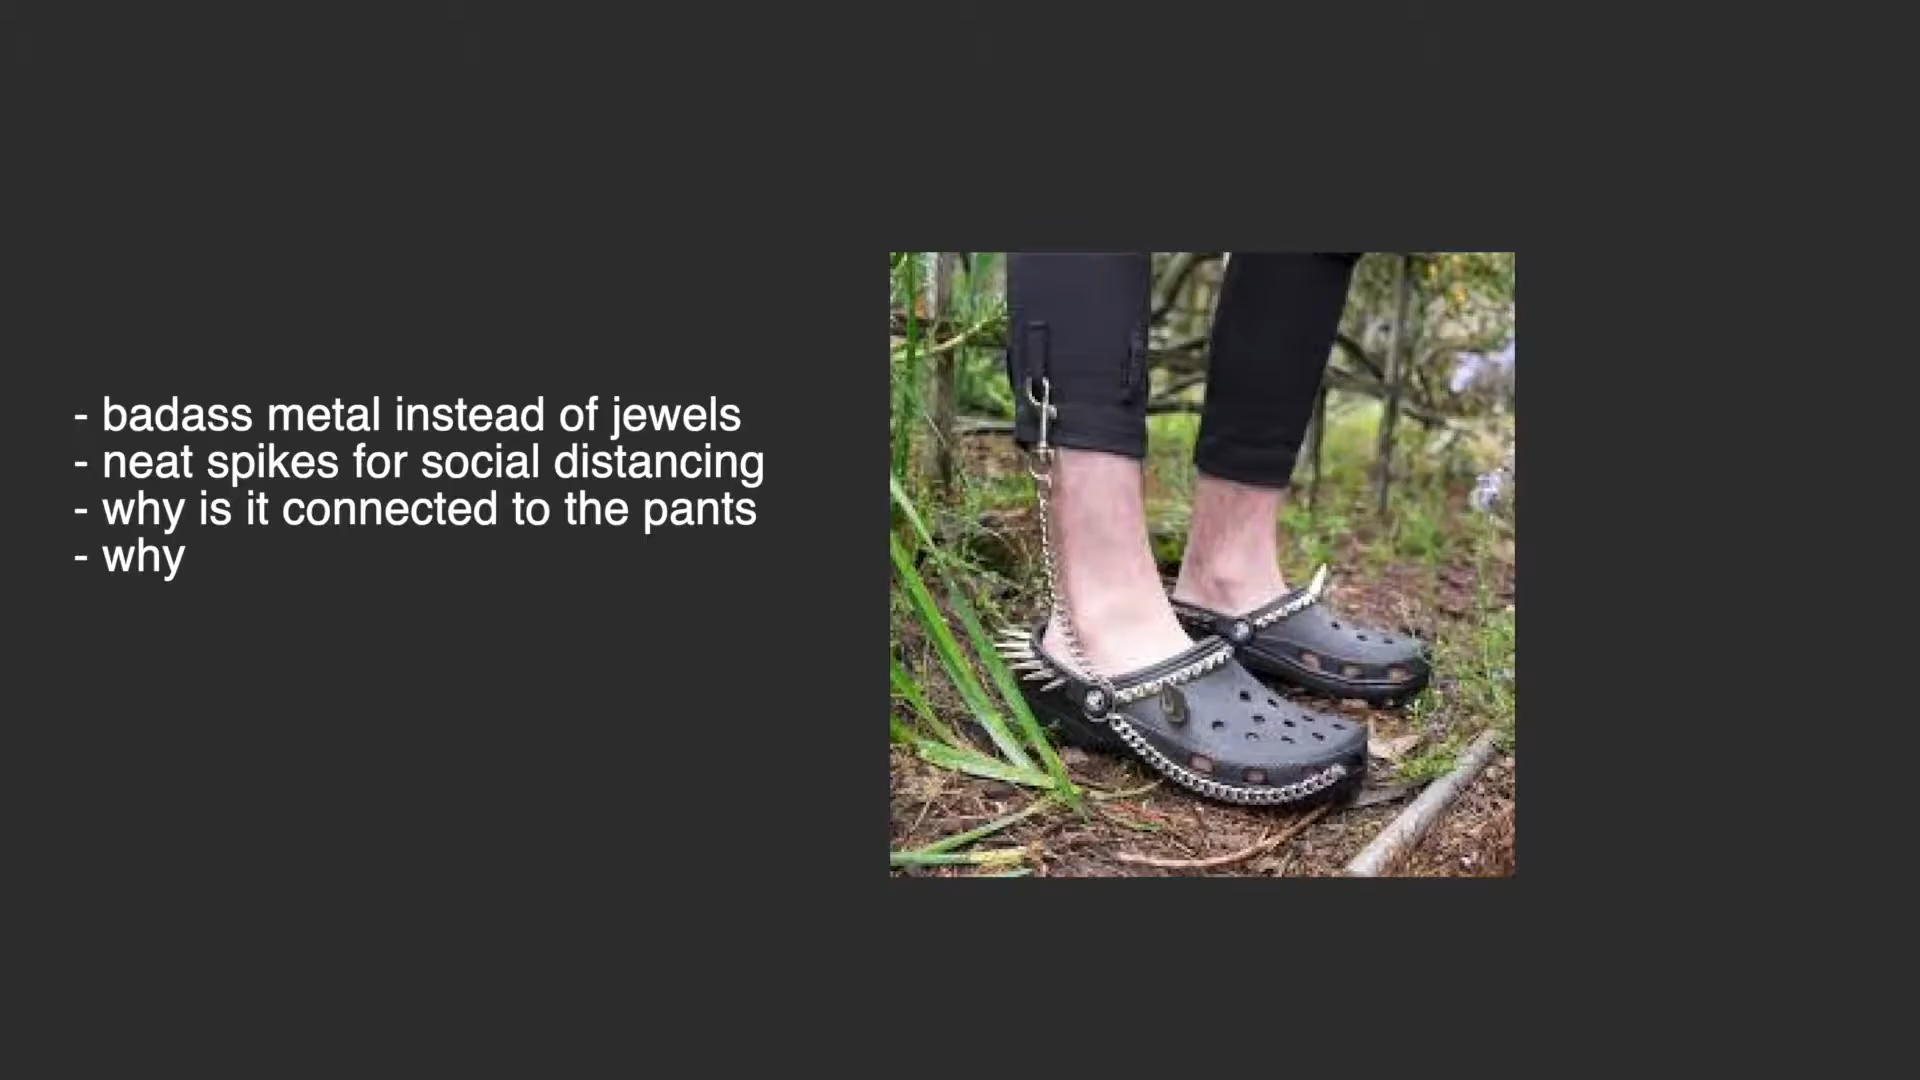 - badass metal instead of jewels
- neat spikes for social distancing
- why is it connected to the pants
- why